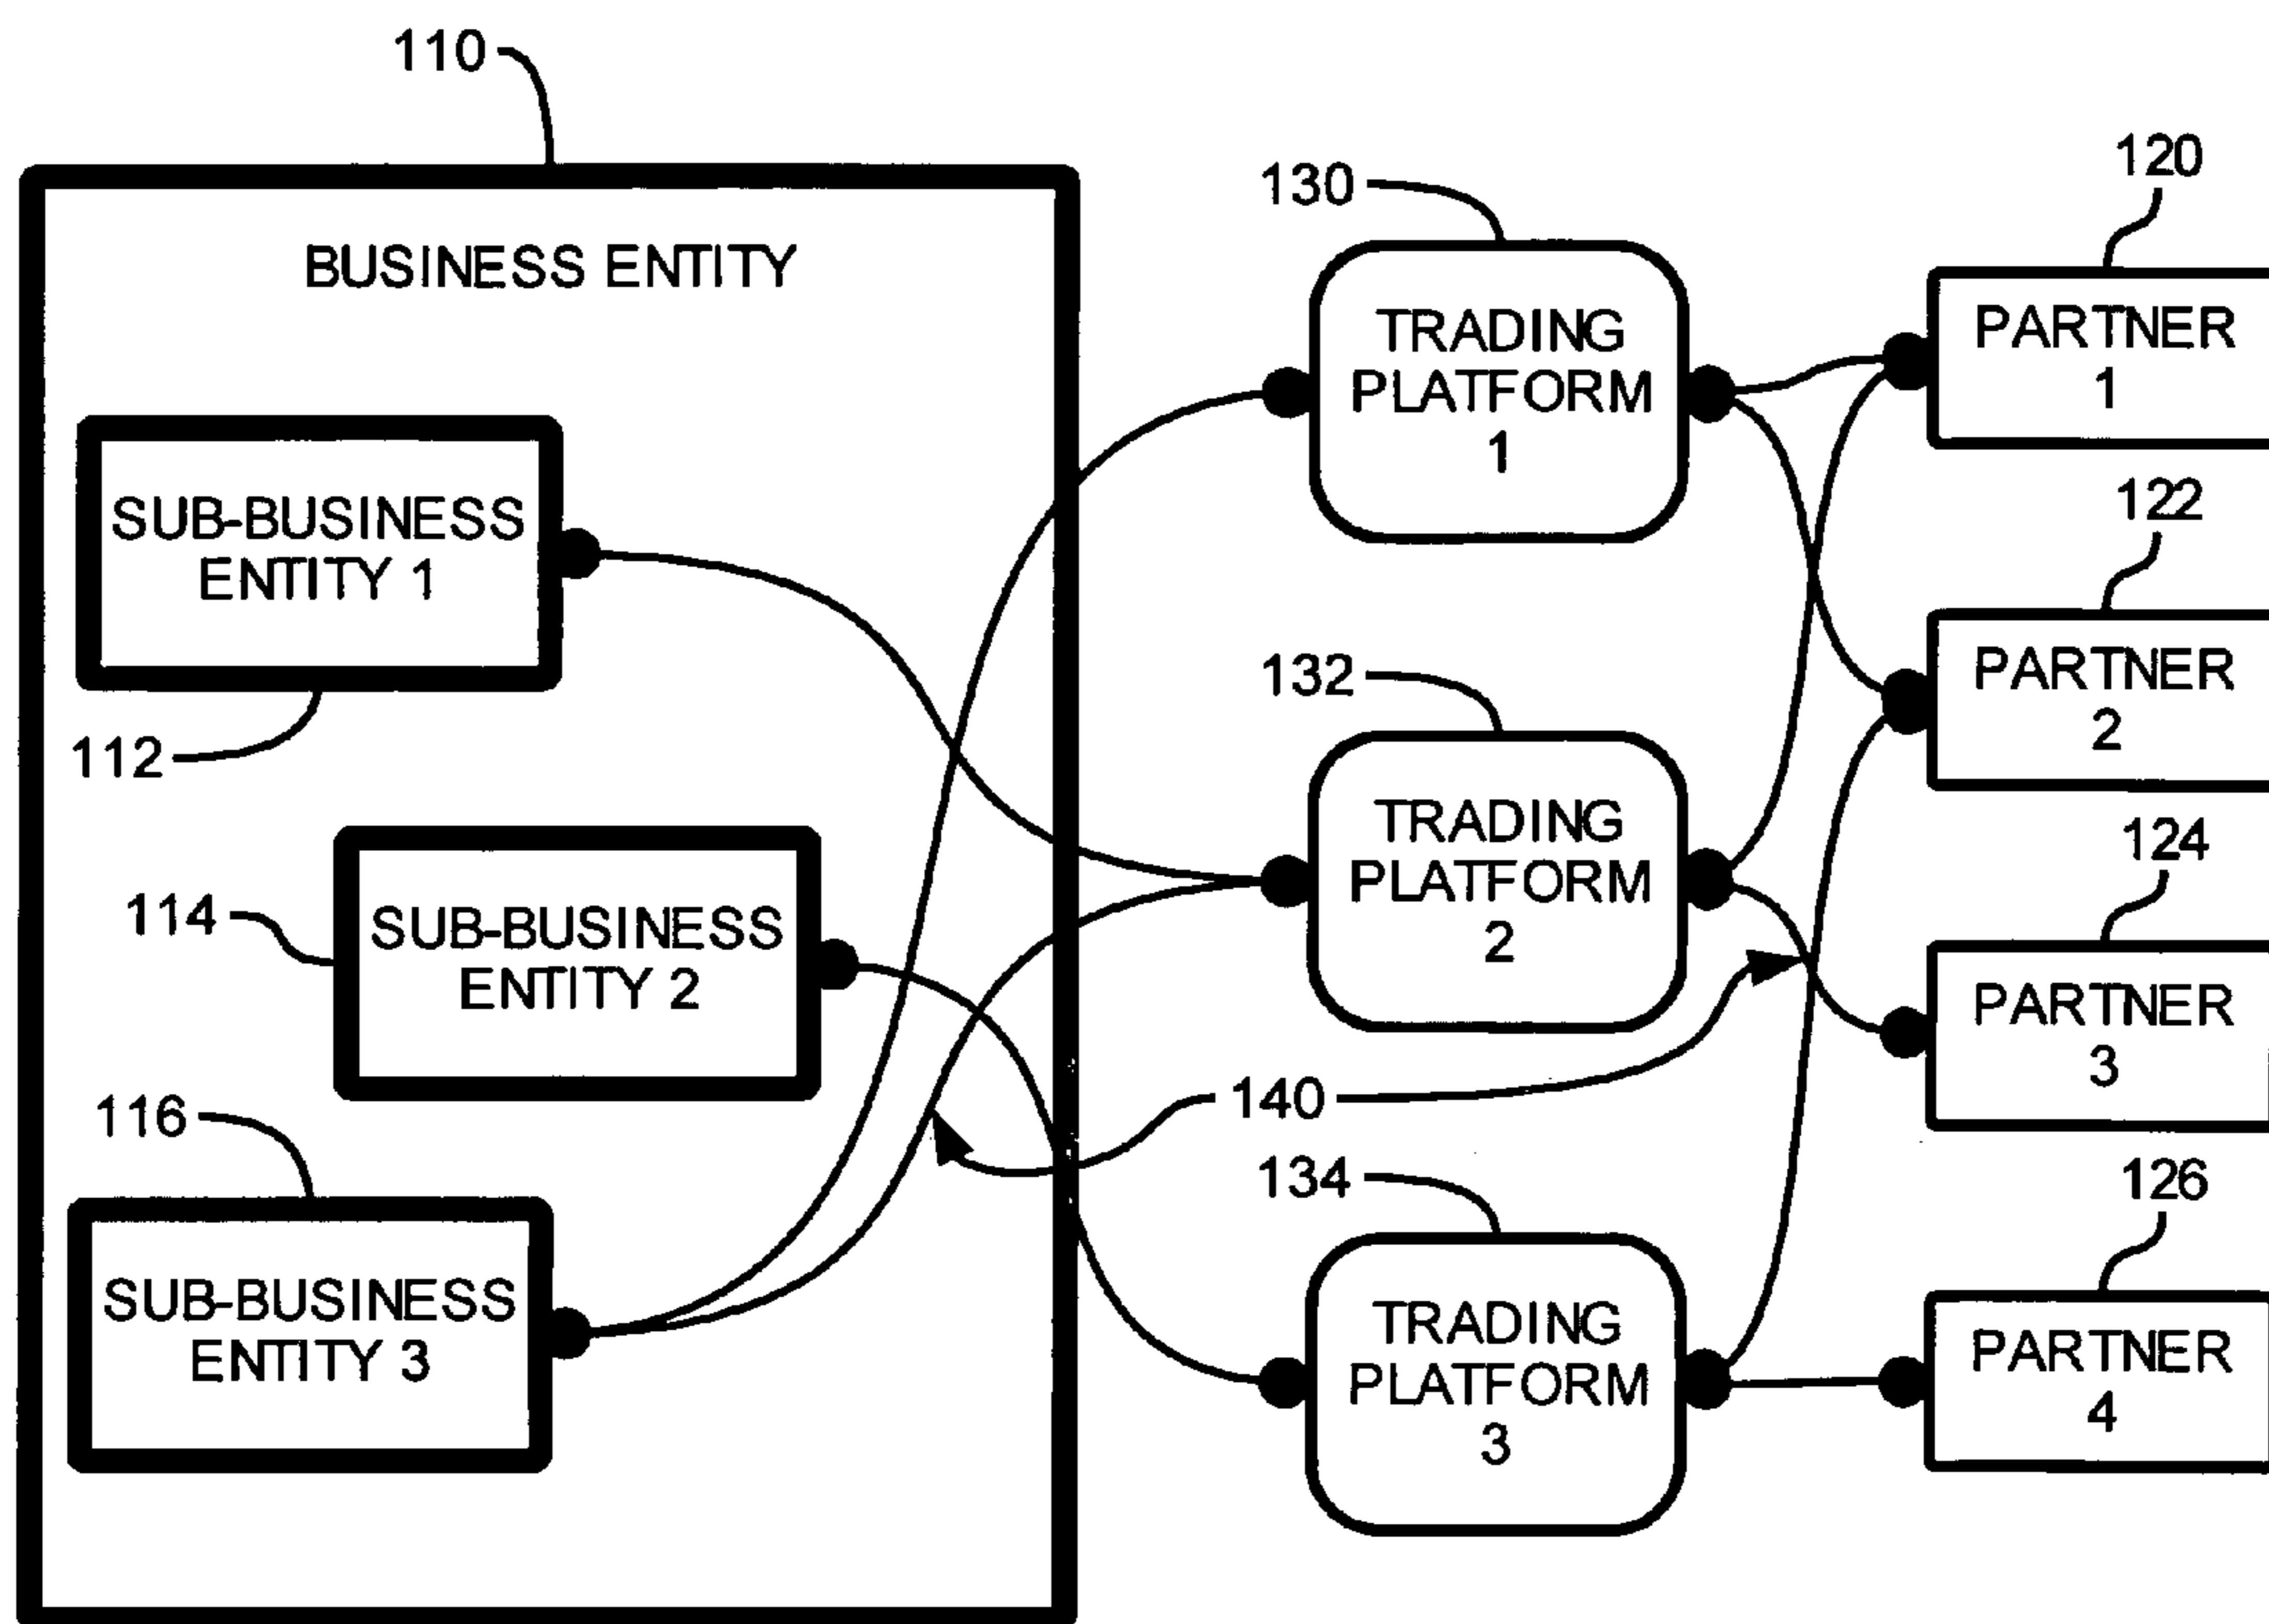 110
BUSINESS ENTITY
SUB-BUSINESS
ENTITY 1
112
114
SUB-BUSINESS
ENTITY 2
116
SUB-BUSINESS
ENTITY 3
130
TRADING
PLATFORM
1
132
TRADING
PLATFORM
2
140
134
TRADING
PLATFORM
3
120
PARTNER
1
122
PARTNER
2
124
PARTNER
3
126
PARTNER
4